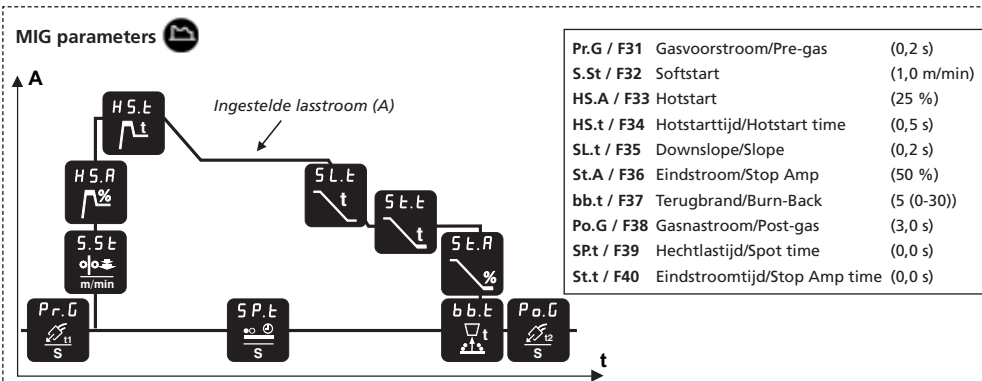 MIG parameters
A
Ingestelde lasstroom (A)
HS.t
t
HS.A
%
S.St
m/min
Pr.G
t1
S
SP.t
S
SL.t
t
St.t
t
St.A
%
bb.t
t
Po.G
t2
S
t
Pr.G / F31 Gasvoorstroom/Pre-gas (0,2 s)
S.St / F32 Softstart (1,0 m/min)
HS.A / F33 Hotstart (25 %)
HS.t / F34 Hotstarttijd/Hotstart time (0,5 s)
SL.t / F35 Downslope/Slope (0,2 s)
St.A / F36 Eindstroom/Stop Amp (50 %)
bb.t / F37 Terugbrand/Burn-Back (5 (0-30))
Po.G / F38 Gasnastroom/Post-gas (3,0 s)
SP.t / F39 Hechtlastijd/Spot time (0,0 s)
St.t / F40 Eindstroomtijd/Stop Amp time (0,0 s)